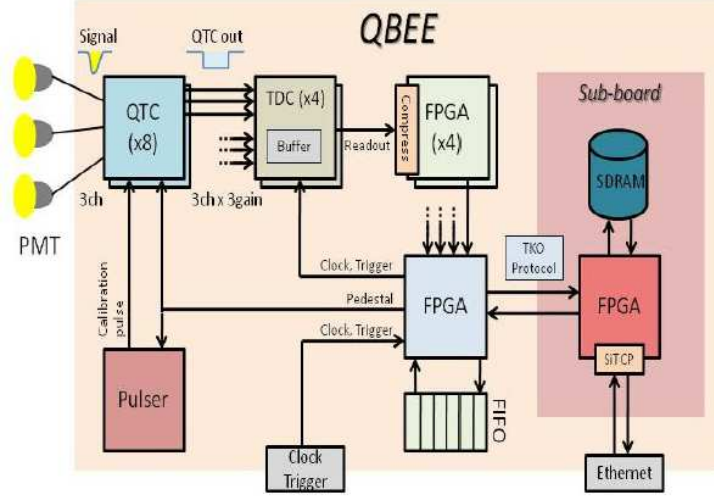 QBEE
Signal
QTC out
QTC
(x8)
TDC (x4)
Buffer
Readout
Compress
FPGA
(x4)
Sub-board
SDRAM
3ch
3ch x 3gain
PMT
Clock, Trigger
TKO
Protocol
Calibration
pulse
Pedestal
FPGA
FPGA
Clock, Trigger
SiTCP
Pulser
FIFO
Clock
Trigger
Ethernet